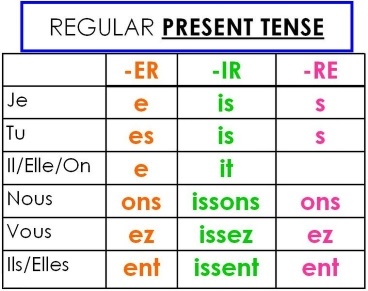 REGULAR PRESENT TENSE
-ER -IR -RE
Je e is s
Tu es is s
Il/Elle/On e it
Nous ons issons ons
Vous ez issez ez
Ils/Elles ent issent ent